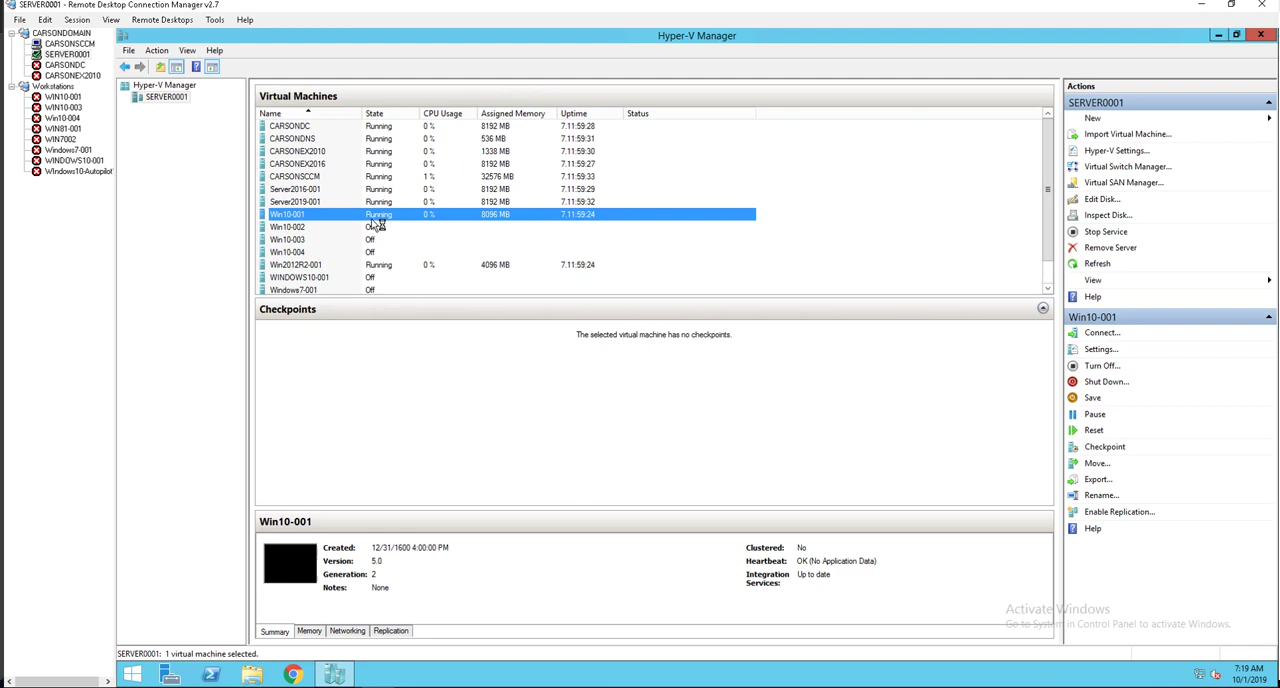 SERVER0001 - Remote Desktop Connection Manager v2.7
File Edit Session View Remote Desktops Tools Help
CARSONDOMAIN
CARSONSCCM
SERVER0001
CARSONDC
CARSONEX2010
Workstations
WIN10-001
WIN10-003
Win10-004
WIN81-001
WIN7002
Windows7-001
WINDOWS10-001
WIndows10-Autopilot
Hyper-V Manager
File Action View Help
Hyper-V Manager
SERVER0001
Virtual Machines
Name State CPU Usage Assigned Memory Uptime Status
CARSONDC Running 0 % 8192 MB 7.11:59:28
CARSONDNS Running 0 % 536 MB 7.11:59:31
CARSONEX2010 Running 0 % 1338 MB 7.11:59:30
CARSONEX2016 Running 0 % 8192 MB 7.11:59:27
CARSONSCCM Running 1 % 32576 MB 7.11:59:33
Server2016-001 Running 0 % 8192 MB 7.11:59:29
Server2019-001 Running 0 % 8192 MB 7.11:59:32
Win10-001 Running 0 % 8096 MB 7.11:59:24
Win10-002
Win10-003 Off
Win10-004 Off
Win2012R2-001 Running 0 % 4096 MB 7.11:59:24
WINDOWS10-001 Off
Windows7-001 Off
Checkpoints
The selected virtual machine has no checkpoints.
Win10-001
Created: 12/31/1600 4:00:00 PM
Version: 5.0
Generation: 2
Notes: None
Clustered: No
Heartbeat: OK (No Application Data)
Integration Services: Up to date
Summary Memory Networking Replication
Actions
SERVER0001
New
Import Virtual Machine...
Hyper-V Settings...
Virtual Switch Manager...
Virtual SAN Manager...
Edit Disk...
Inspect Disk...
Stop Service
Remove Server
Refresh
View
Help
Win10-001
Connect...
Settings...
Turn Off...
Shut Down...
Save
Pause
Reset
Checkpoint
Move...
Export...
Rename...
Enable Replication...
Help
Activate Windows
Go to System in Control Panel to activate Windows.
SERVER0001: 1 virtual machine selected.
7:19 AM
10/1/2019